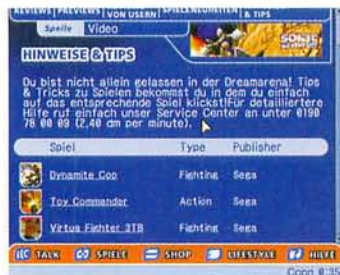 REVIEWS PREVIEWS VON USERN SPIELENEUHEITEN & TIPS
Spiele Video
SONIC
HINWEISE & TIPS
Du bist nicht allein gelassen in der Dreamarena! Tips
& Tricks zu Spielen bekommst du in dem du einfach
auf das entsprechende Spiel klickst!Für detailliertere
Hilfe ruf einfach unser Service Center an unter 0190
78 00 09 (2,40 dm per minute).
Spiel Type Publisher
Dynamite Cop Fighting Sega
Toy Commander Action Sega
Virtua Fighter 3TB Fighting Sega
TALK SPIELE SHOP LIFESTYLE HILFE
Conn 0:35